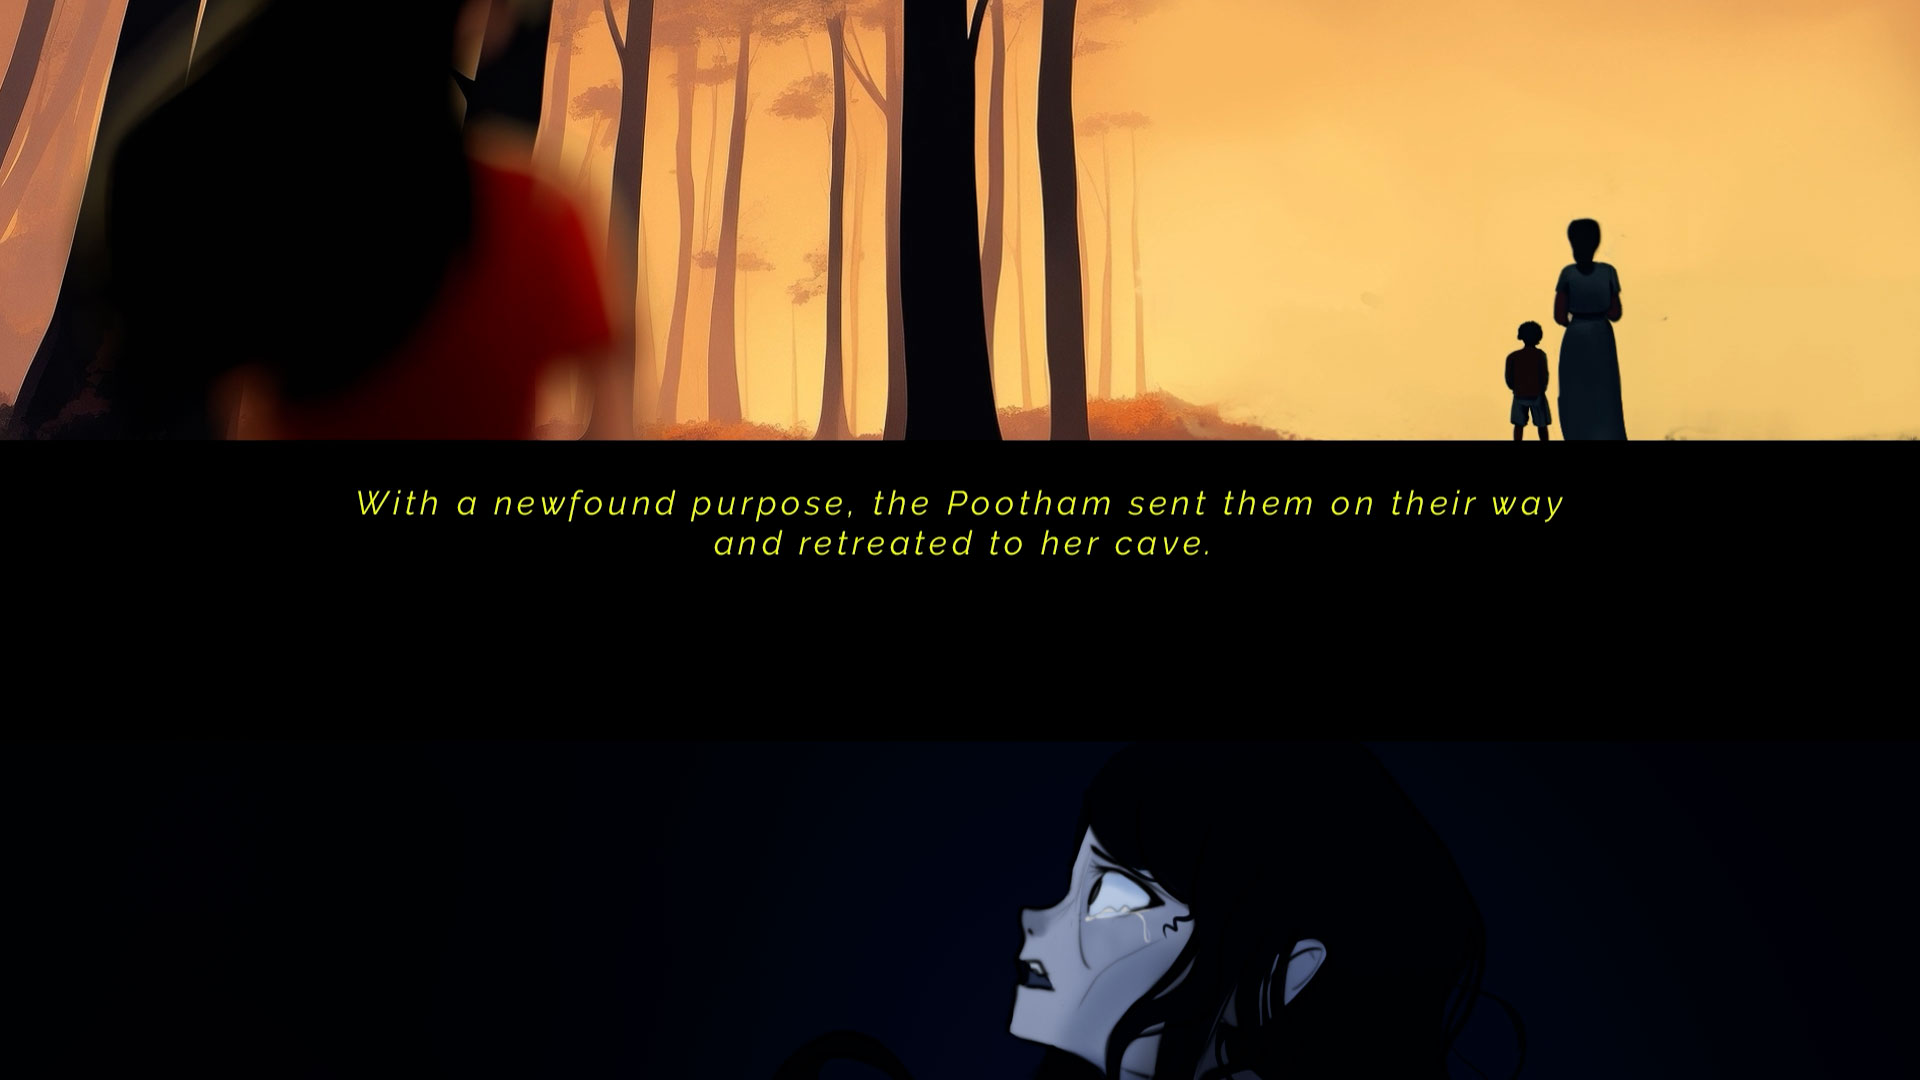 With a newfound purpose, the Pootham sent them on their way
and retreated to her cave.